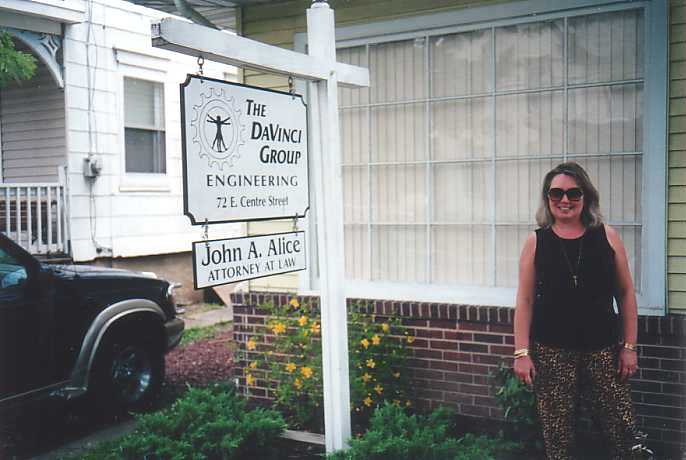 THE
DAVINCI
GROUP
ENGINEERING
72 E. Centre Street
John A. Alice
ATTORNEY AT LAW